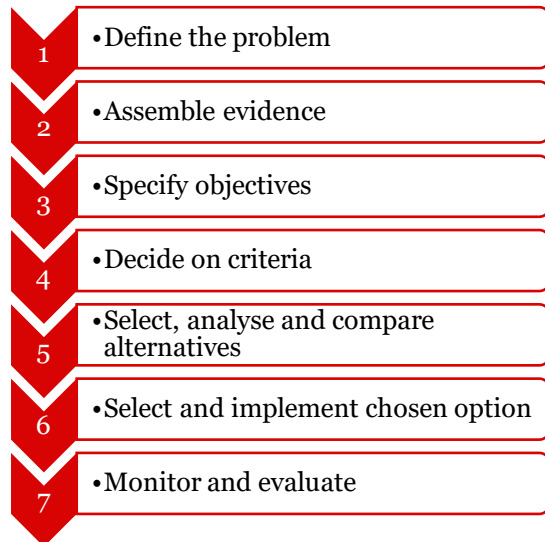 1
•Define the problem
2
•Assemble evidence
3
•Specify objectives
4
•Decide on criteria
5
•Select, analyse and compare
alternatives
6
•Select and implement chosen option
7
•Monitor and evaluate